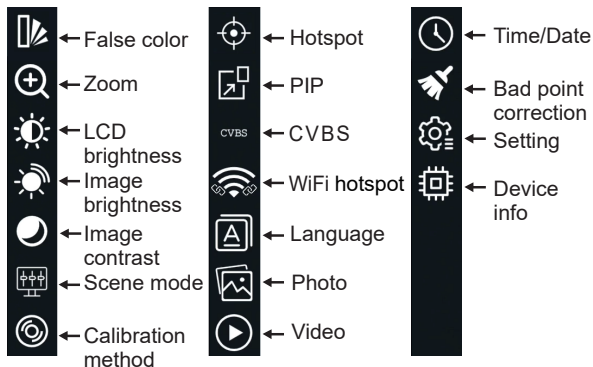 False color
Zoom
LCD
brightness
Image
brightness
Image
contrast
Scene mode
Calibration
method
Hotspot
PIP
CVBS CVBS
WiFi hotspot
A Language
Photo
Video
Time/Date
Bad point
correction
Setting
Device
info